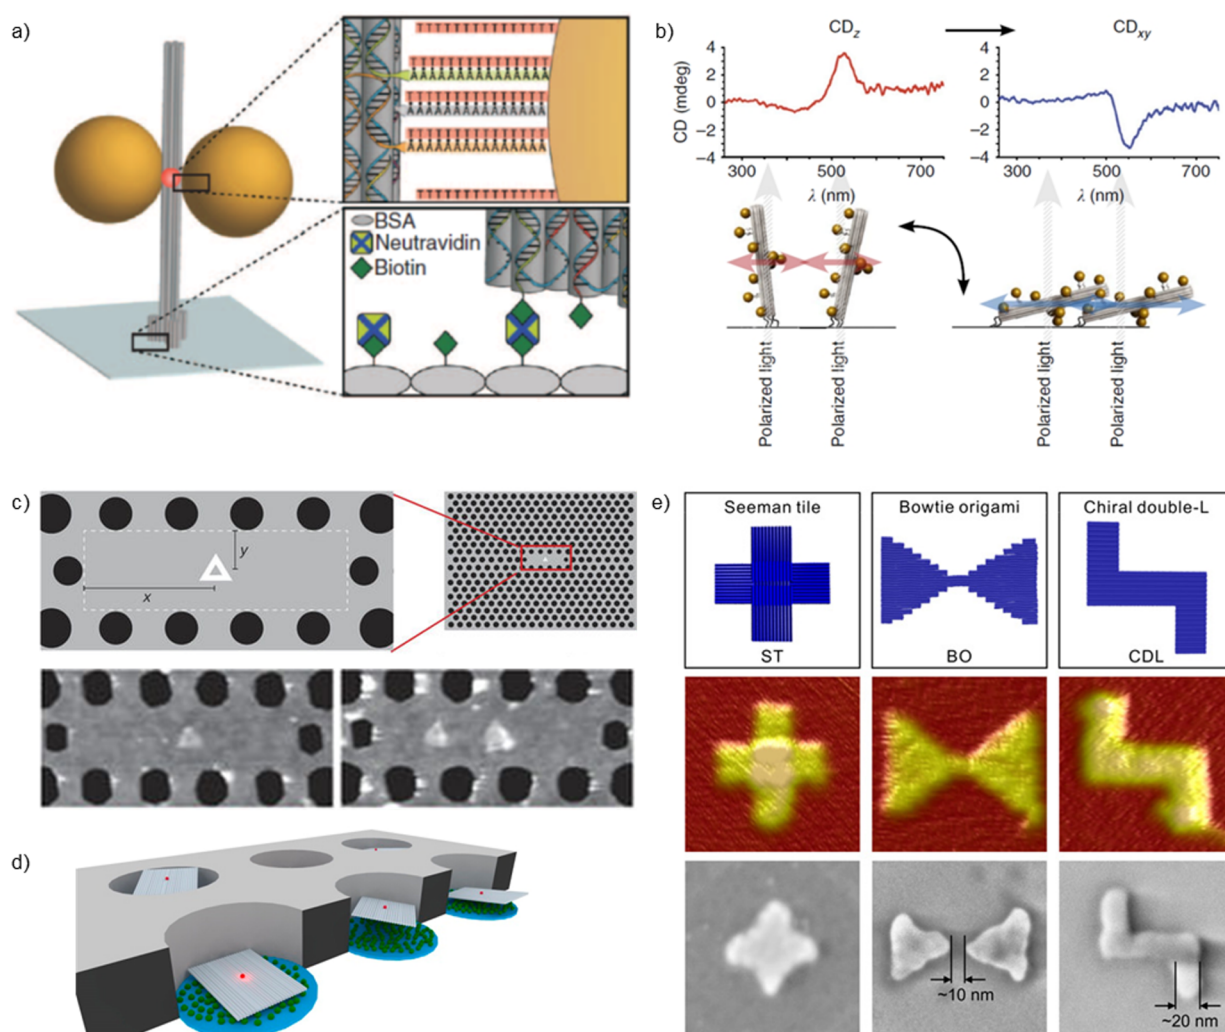 a)
TTTTTTTTTTTTTTT
AAAAAAAAAAAAAAA
BSA
Neutravidin
Biotin
b)
CD𝑧
CD𝑥𝑦
CD (mdeg)
4
2
0
−2
−4
300
500
700
λ (nm)
4
2
0
−2
−4
300
500
700
λ (nm)
Polarized light
Polarized light
Polarized light
Polarized light
c)
y
x
d)
e)
Seeman tile
ST
Bowtie origami
BO
Chiral double-L
CDL
~10 nm
~20 nm